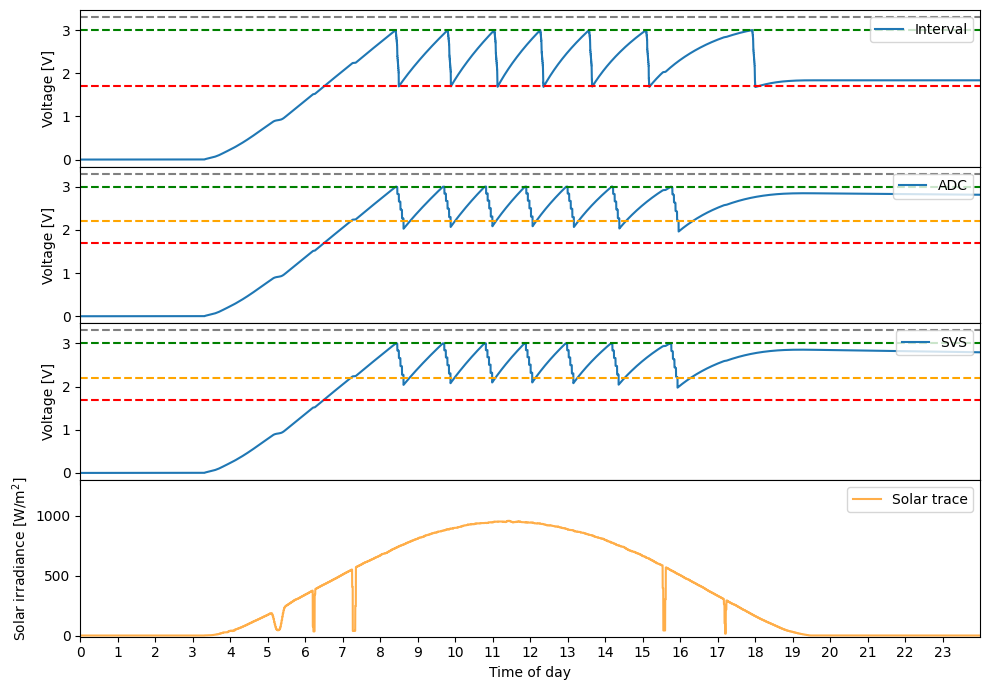 Voltage [V]
3
2
1
0
Interval
Voltage [V]
3
2
1
0
ADC
Voltage [V]
3
2
1
0
SVS
Solar irradiance [W/m²]
1000
500
0
Solar trace
0 1 2 3 4 5 6 7 8 9 10 11 12 13 14 15 16 17 18 19 20 21 22 23
Time of day